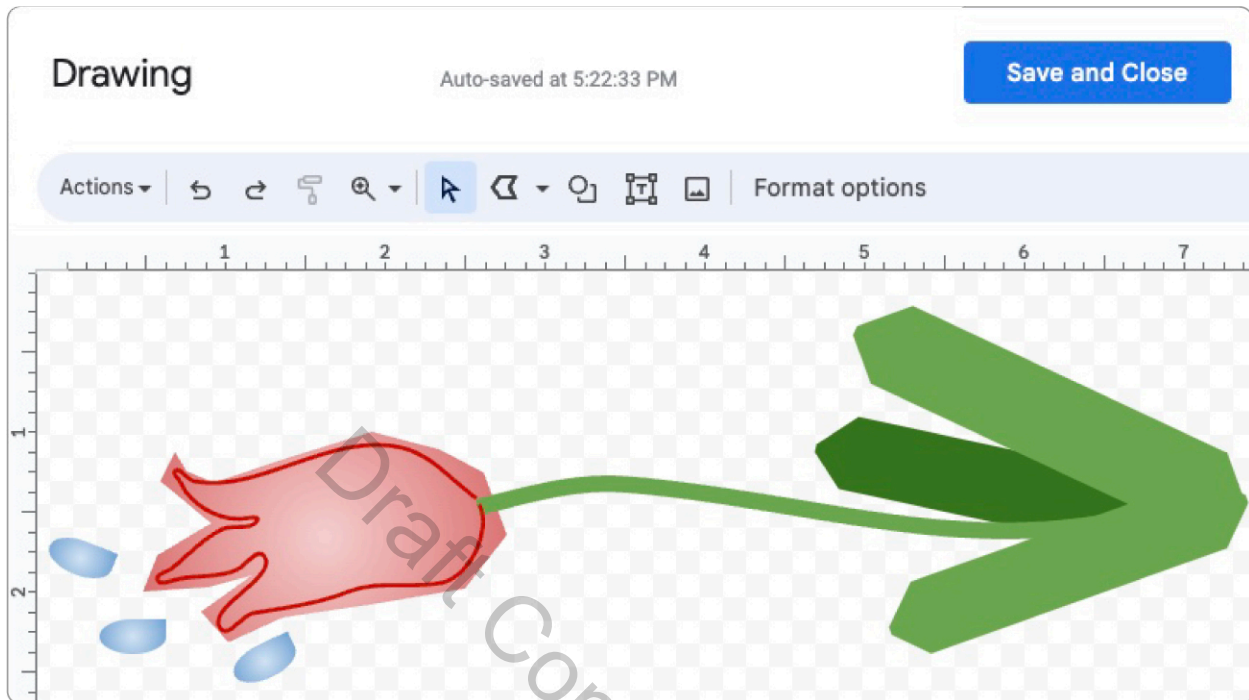 Drawing
Auto-saved at 5:22:33 PM
Save and Close
Actions
Format options
1 2 3 4 5 6 7
1
2
Draft